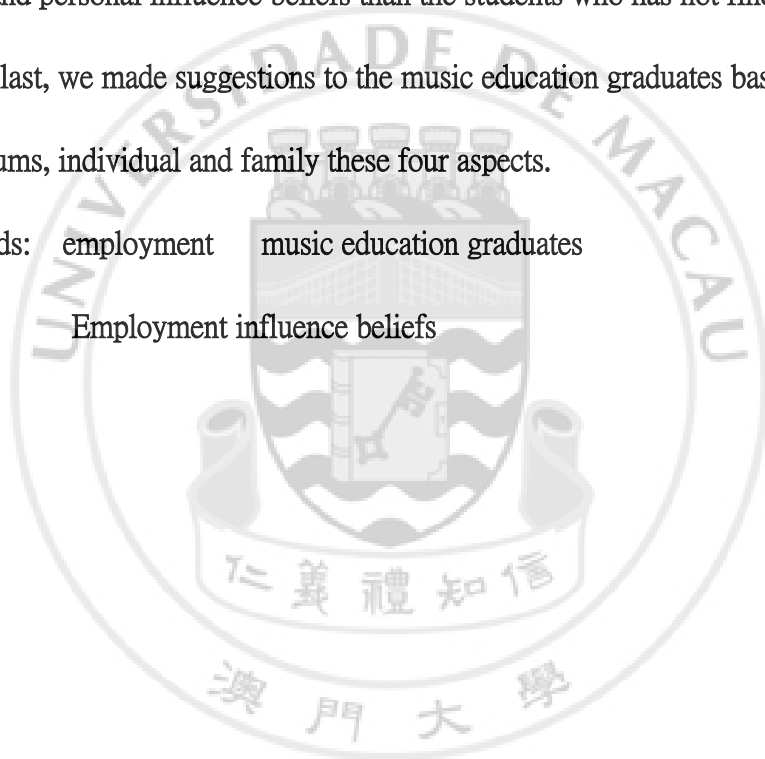 nd personal influence beliefs than the students who has not
last, we made suggestions to the music education graduates bas
ums, individual and family these four aspects.
ds: employment music education graduates
Employment influence beliefs
UNIVERSIDADE DE MACAU
仁義禮知信
澳門大學